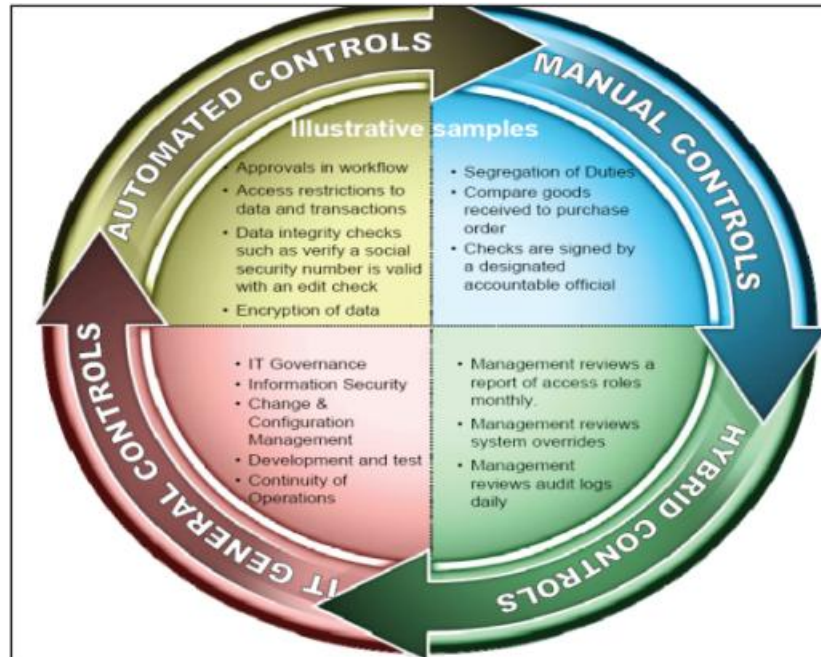 AUTOMATED CONTROLS
MANUAL CONTROLS
Illustrative samples
• Approvals in workflow
• Access restrictions to
data and transactions
• Data integrity checks
such as verify a social
security number is valid
with an edit check
• Encryption of data
• Segregation of Duties
• Compare goods
received to purchase
order
• Checks are signed by
a designated
accountable official
• IT Governance
• Information Security
• Change &
Configuration
Management
• Development and test
• Continuity of
Operations
• Management reviews a
report of access roles
monthly.
• Management reviews
system overrides
• Management
reviews audit logs
daily
IT GENERAL CONTROLS
HYBRID CONTROLS